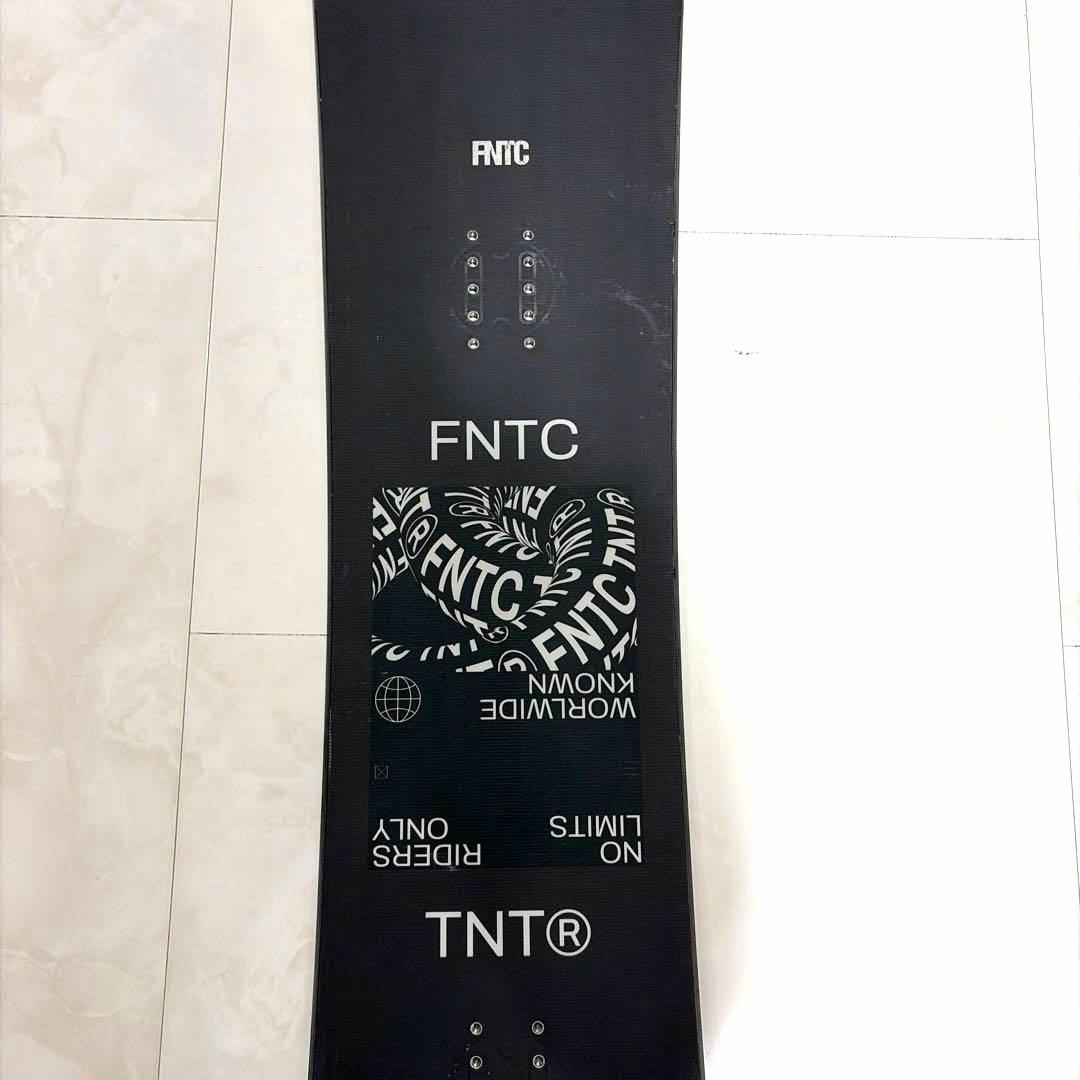 FNTC
FNTC
FNTC
FNTC TNT R
WORLWIDE
KNOWN
NO
LIMITS
RIDERS
ONLY
TNT®